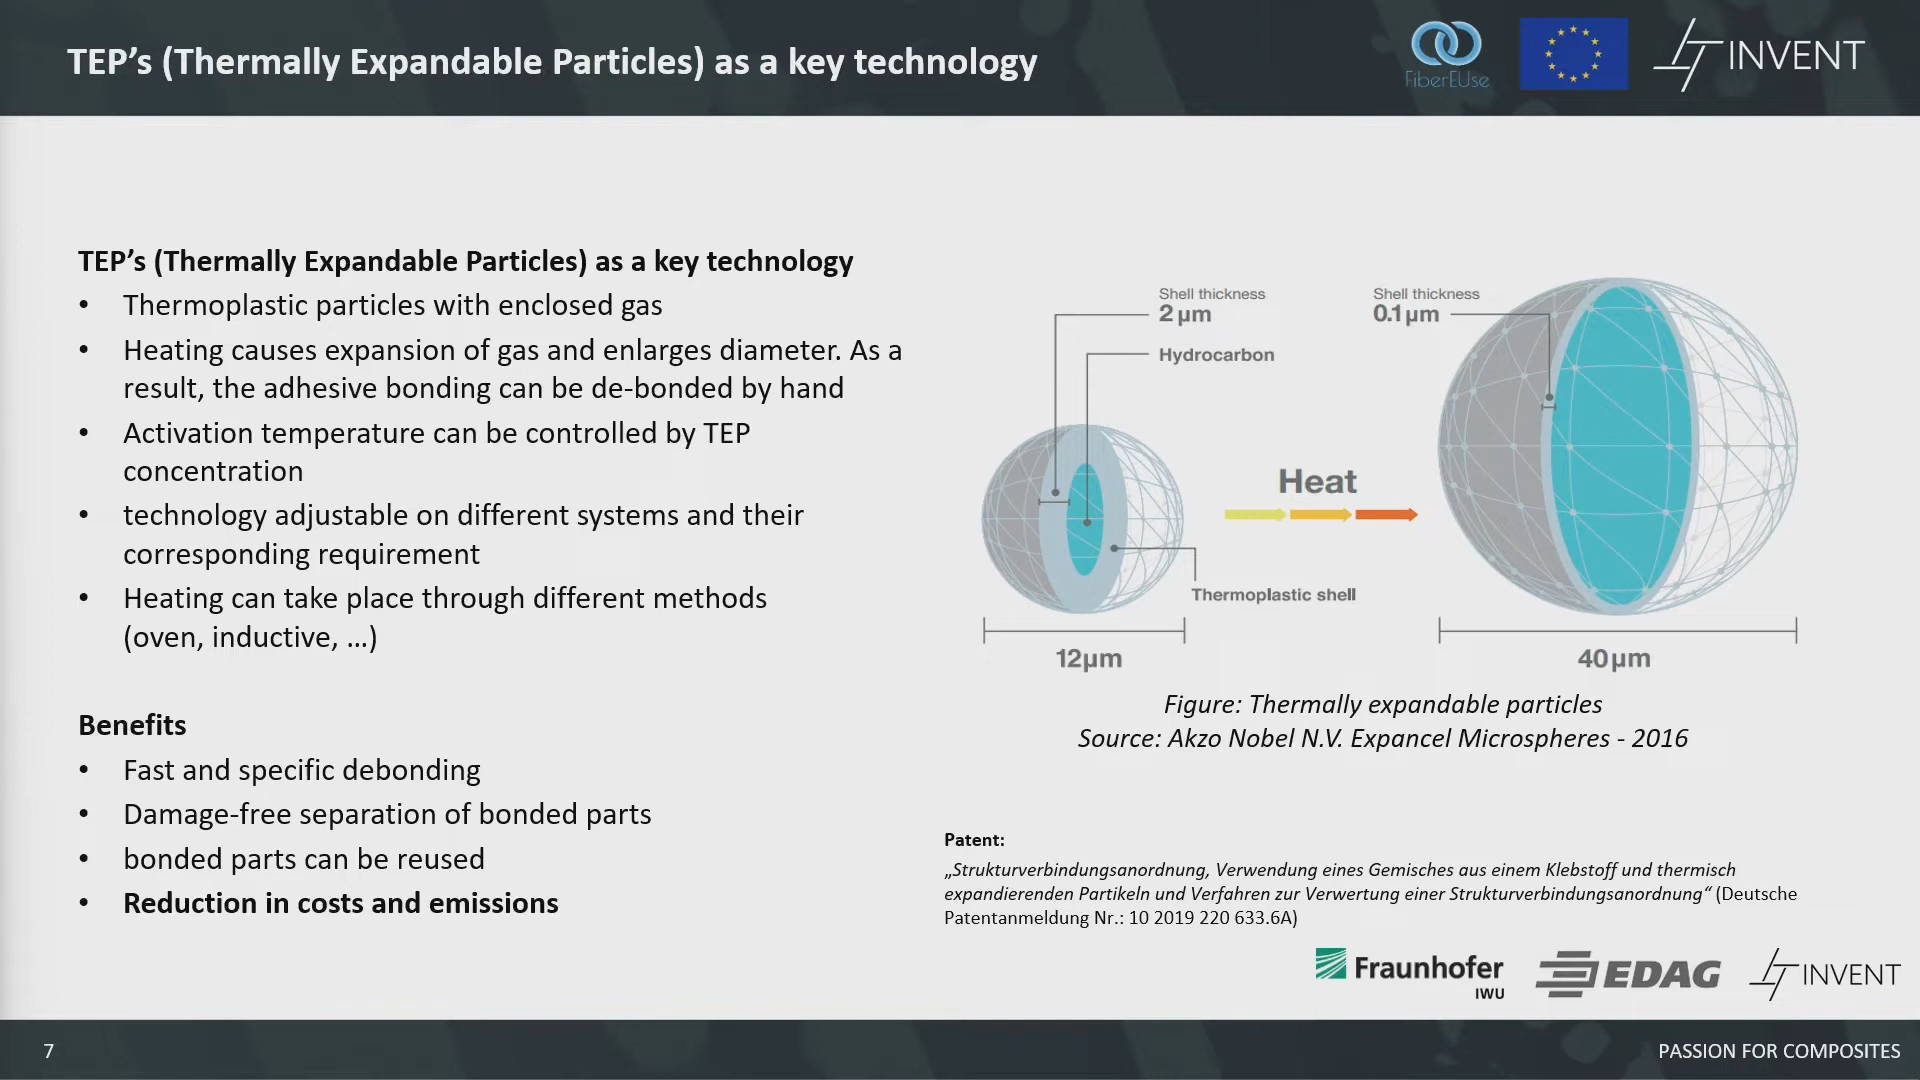 TEP’s (Thermally Expandable Particles) as a key technology
FiberEUse
INVENT
TEP’s (Thermally Expandable Particles) as a key technology
• Thermoplastic particles with enclosed gas
• Heating causes expansion of gas and enlarges diameter. As a
result, the adhesive bonding can be de-bonded by hand
• Activation temperature can be controlled by TEP
concentration
• technology adjustable on different systems and their
corresponding requirement
• Heating can take place through different methods
(oven, inductive, …)
Benefits
• Fast and specific debonding
• Damage-free separation of bonded parts
• bonded parts can be reused
• Reduction in costs and emissions
Shell thickness
2 µm
Hydrocarbon
Shell thickness
0.1 µm
Heat
Thermoplastic shell
12µm
40 µm
Figure: Thermally expandable particles
Source: Akzo Nobel N.V. Expancel Microspheres - 2016
Patent:
„Strukturverbindungsanordnung, Verwendung eines Gemisches aus einem Klebstoff und thermisch
expandierenden Partikeln und Verfahren zur Verwertung einer Strukturverbindungsanordnung“ (Deutsche
Patentanmeldung Nr.: 10 2019 220 633.6A)
Fraunhofer
IWU
EDAG
INVENT
7
PASSION FOR COMPOSITES